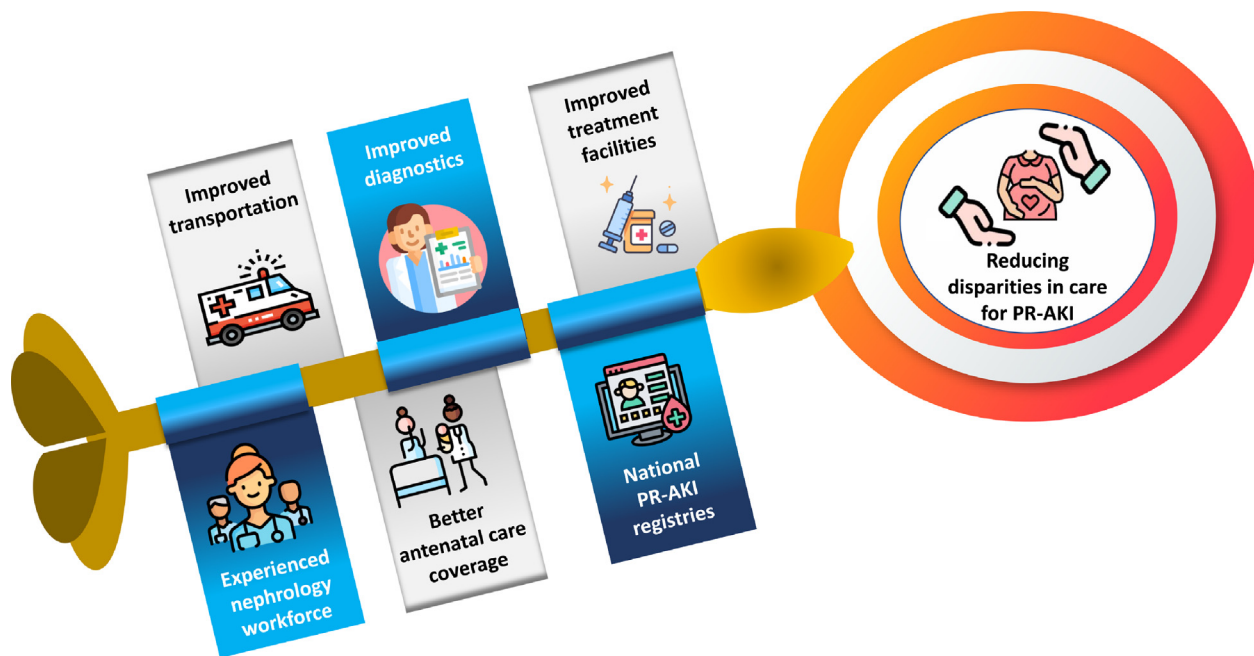 Improved
transportation
Improved
diagnostics
Improved
treatment
facilities
Experienced
nephrology
workforce
Better
antenatal care
coverage
National
PR-AKI
registries
Reducing
disparities in care
for PR-AKI